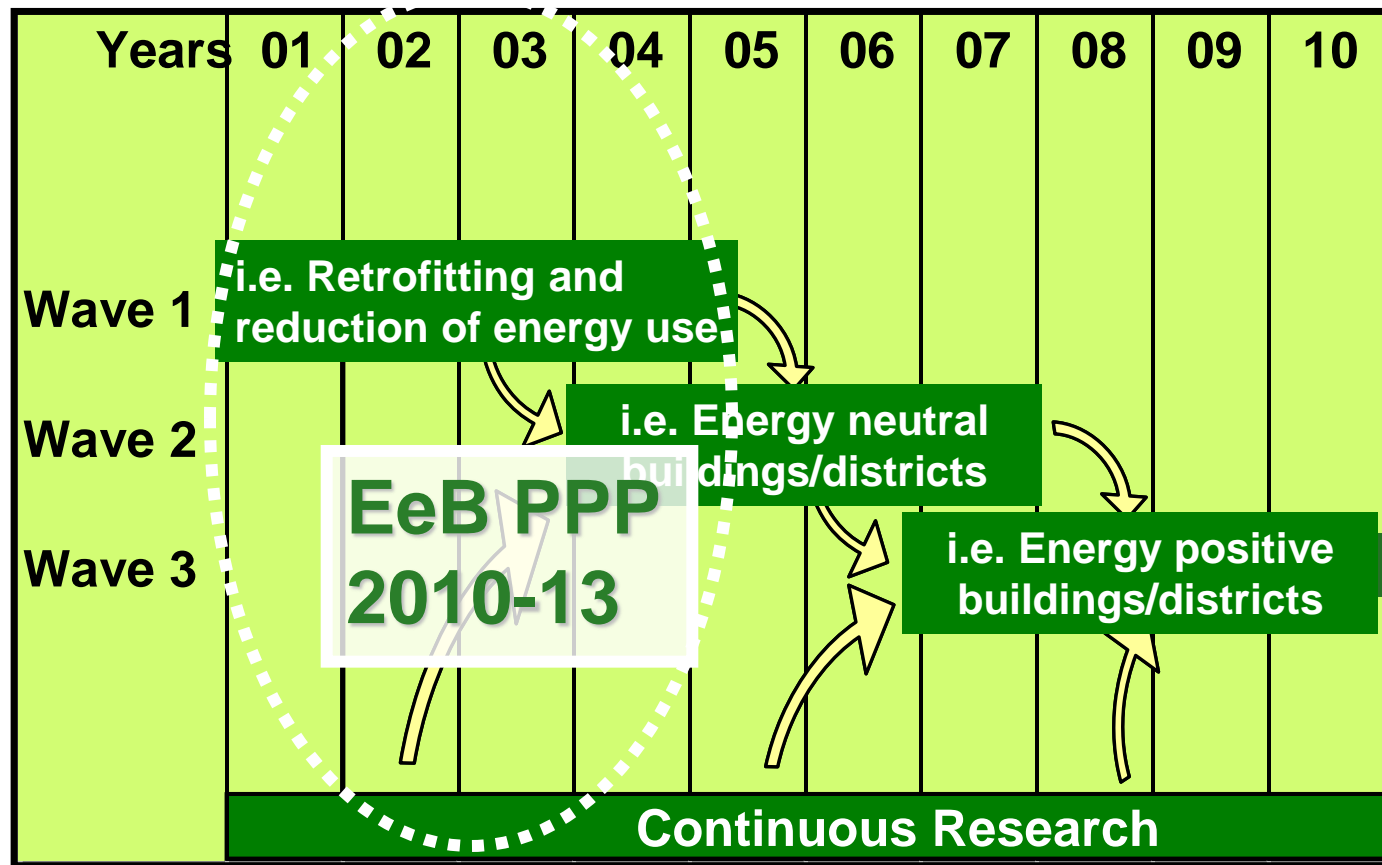 Years 01 02 03 04 05 06 07 08 09 10
Wave 1
i.e. Retrofitting and
reduction of energy use
Wave 2
i.e. Energy neutral
buildings/districts
EeB PPP
2010-13
Wave 3
i.e. Energy positive
buildings/districts
Continuous Research